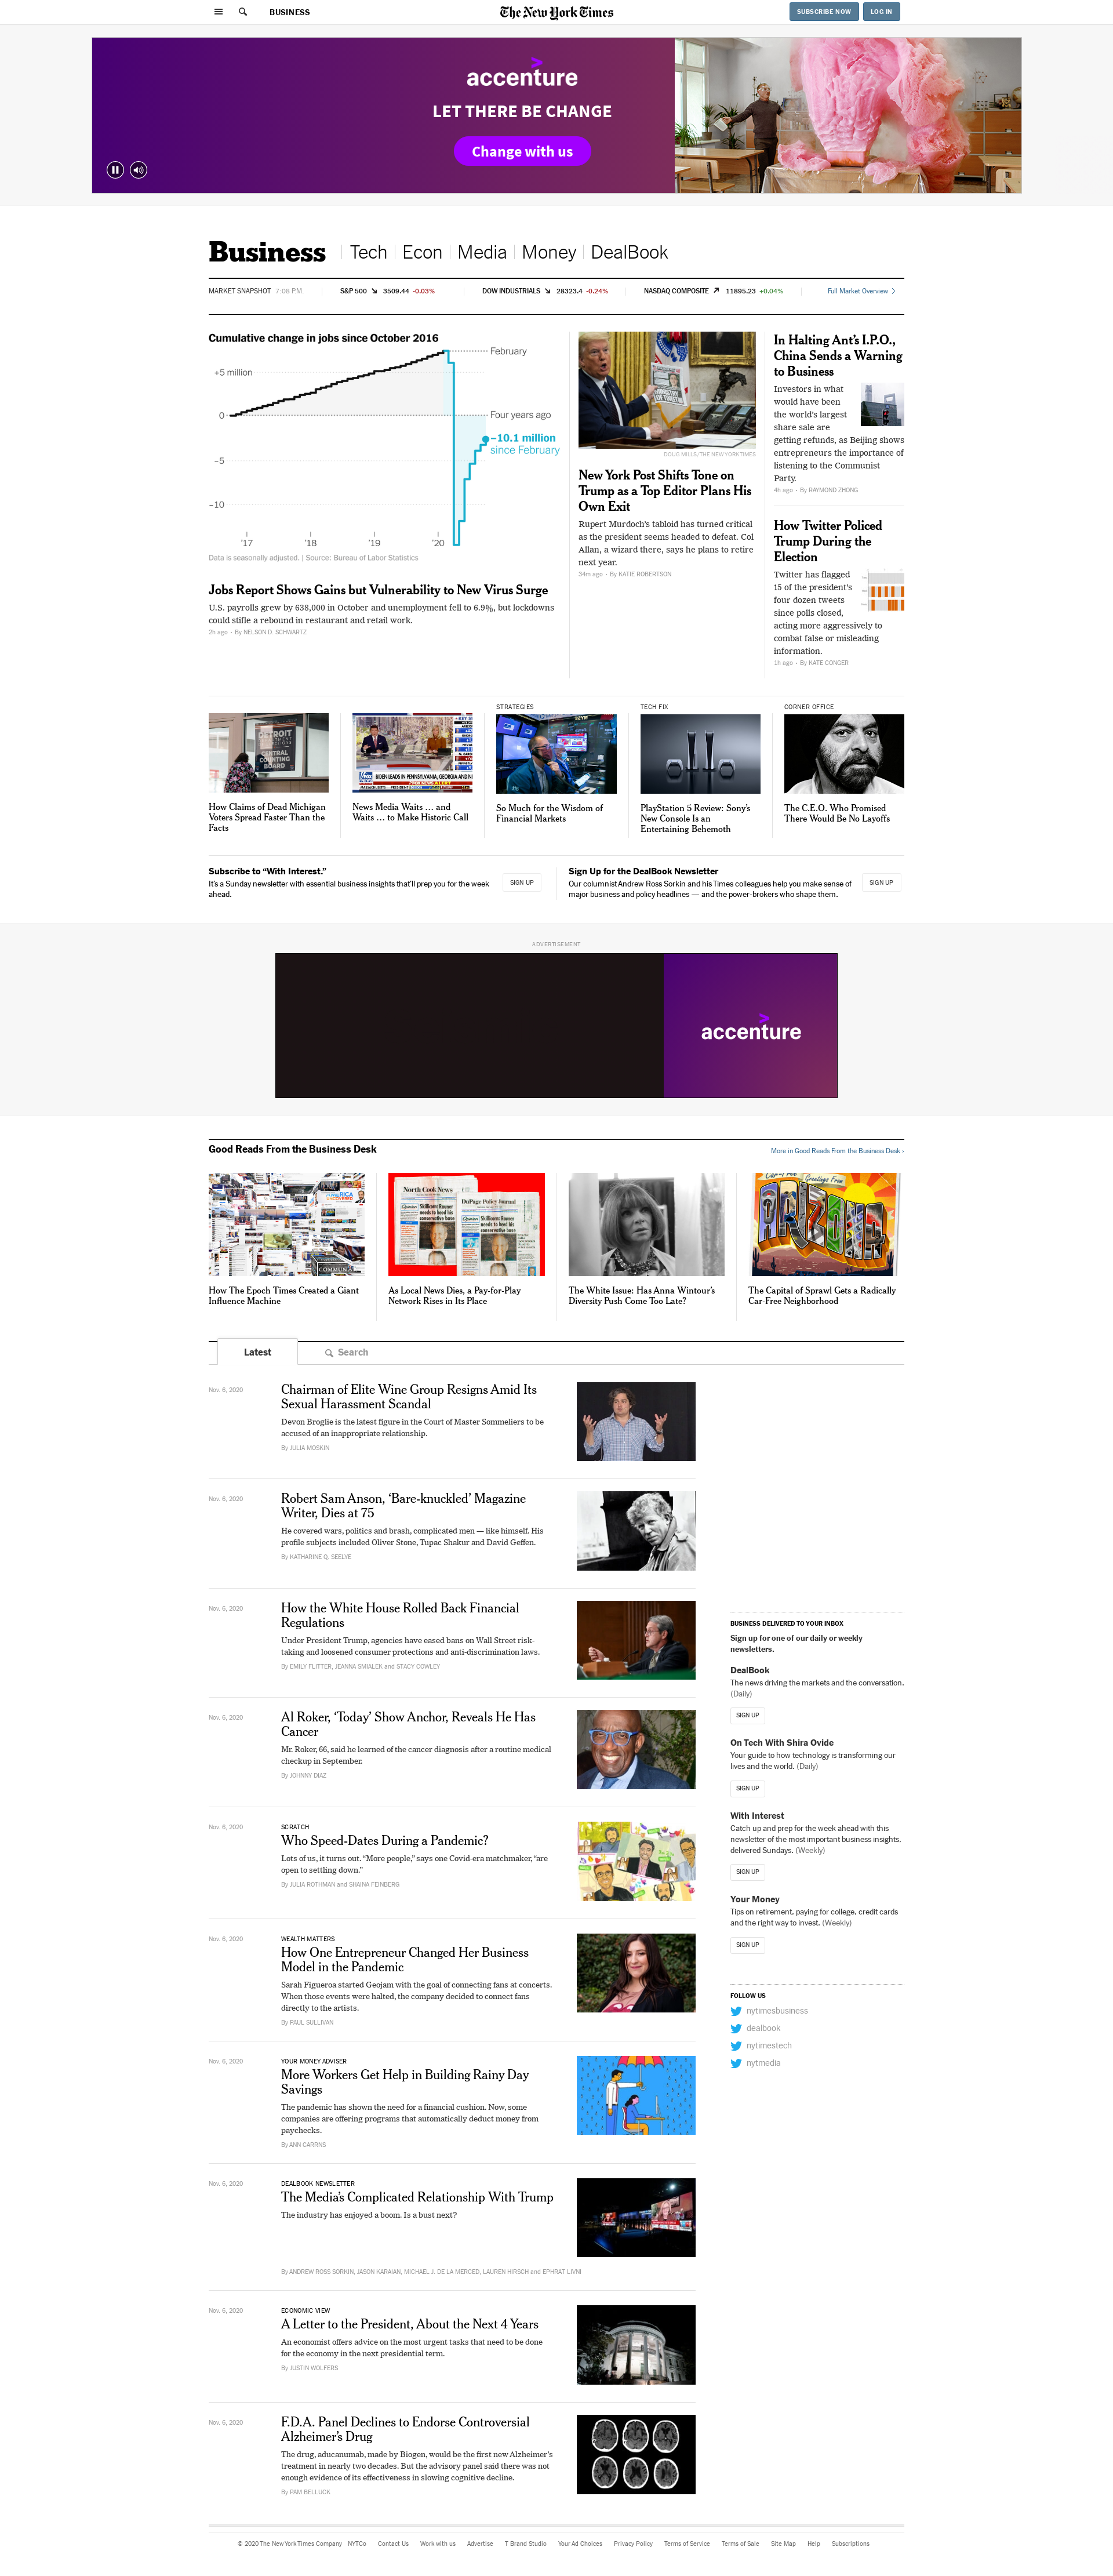 BUSINESS
The New York Times
SUBSCRIBE NOW
LOG IN
accenture
LET THERE BE CHANGE
Change with us
Business
Tech
Econ
Media
Money
DealBook
MARKET SNAPSHOT 7:08 P.M.
S&P 500 3509.44 -0.03%
DOW INDUSTRIALS 28323.4 -0.24%
NASDAQ COMPOSITE 11895.23 +0.04%
Full Market Overview
Cumulative change in jobs since October 2016
February
+5 million
0
Four years ago
–10.1 million
since February
–5
–10
'17
'18
'19
'20
Data is seasonally adjusted. | Source: Bureau of Labor Statistics
Jobs Report Shows Gains but Vulnerability to New Virus Surge
U.S. payrolls grew by 638,000 in October and unemployment fell to 6.9%, but lockdowns
could stifle a rebound in restaurant and retail work.
2h ago · By NELSON D. SCHWARTZ
DOUG MILLS/THE NEW YORK TIMES
New York Post Shifts Tone on
Trump as a Top Editor Plans His
Own Exit
Rupert Murdoch's tabloid has turned critical
as the president seems headed to defeat. Col
Allan, a wizard there, says he plans to retire
next year.
34m ago · By KATIE ROBERTSON
In Halting Ant's I.P.O.,
China Sends a Warning
to Business
Investors in what
would have been
the world's largest
share sale are
getting refunds, as Beijing shows
entrepreneurs the importance of
listening to the Communist
Party.
4h ago · By RAYMOND ZHONG
How Twitter Policed
Trump During the
Election
Twitter has flagged
15 of the president's
four dozen tweets
since polls closed,
acting more aggressively to
combat false or misleading
information.
1h ago · By KATE CONGER
DETROIT
CENTRAL
COUNTING
BOARD
How Claims of Dead Michigan
Voters Spread Faster Than the
Facts
BIDEN LEADS IN PENNSYLVANIA, GEORGIA AND N
News Media Waits … and
Waits … to Make Historic Call
STRATEGIES
So Much for the Wisdom of
Financial Markets
TECH FIX
PlayStation 5 Review: Sony's
New Console Is an
Entertaining Behemoth
CORNER OFFICE
The C.E.O. Who Promised
There Would Be No Layoffs
Subscribe to “With Interest.”
It's a Sunday newsletter with essential business insights that'll prep you for the week
ahead.
SIGN UP
Sign Up for the DealBook Newsletter
Our columnist Andrew Ross Sorkin and his Times colleagues help you make sense of
major business and policy headlines — and the power-brokers who shape them.
SIGN UP
ADVERTISEMENT
accenture
Good Reads From the Business Desk
More in Good Reads From the Business Desk ›
How The Epoch Times Created a Giant
Influence Machine
North Cook News
DuPage Policy Journal
As Local News Dies, a Pay-for-Play
Network Rises in Its Place
The White Issue: Has Anna Wintour's
Diversity Push Come Too Late?
Greetings From
ARIZONA
The Capital of Sprawl Gets a Radically
Car-Free Neighborhood
Latest
Search
Nov. 6, 2020
Chairman of Elite Wine Group Resigns Amid Its
Sexual Harassment Scandal
Devon Broglie is the latest figure in the Court of Master Sommeliers to be
accused of an inappropriate relationship.
By JULIA MOSKIN
Nov. 6, 2020
Robert Sam Anson, ‘Bare-knuckled’ Magazine
Writer, Dies at 75
He covered wars, politics and brash, complicated men — like himself. His
profile subjects included Oliver Stone, Tupac Shakur and David Geffen.
By KATHARINE Q. SEELYE
Nov. 6, 2020
How the White House Rolled Back Financial
Regulations
Under President Trump, agencies have eased bans on Wall Street risk-
taking and loosened consumer protections and anti-discrimination laws.
By EMILY FLITTER, JEANNA SMIALEK and STACY COWLEY
Nov. 6, 2020
Al Roker, ‘Today’ Show Anchor, Reveals He Has
Cancer
Mr. Roker, 66, said he learned of the cancer diagnosis after a routine medical
checkup in September.
By JOHNNY DIAZ
Nov. 6, 2020
SCRATCH
Who Speed-Dates During a Pandemic?
Lots of us, it turns out. “More people,” says one Covid-era matchmaker, “are
open to settling down.”
By JULIA ROTHMAN and SHAINA FEINBERG
Nov. 6, 2020
WEALTH MATTERS
How One Entrepreneur Changed Her Business
Model in the Pandemic
Sarah Figueroa started Geojam with the goal of connecting fans at concerts.
When those events were halted, the company decided to connect fans
directly to the artists.
By PAUL SULLIVAN
Nov. 6, 2020
YOUR MONEY ADVISER
More Workers Get Help in Building Rainy Day
Savings
The pandemic has shown the need for a financial cushion. Now, some
companies are offering programs that automatically deduct money from
paychecks.
By ANN CARRNS
Nov. 6, 2020
DEALBOOK NEWSLETTER
The Media's Complicated Relationship With Trump
The industry has enjoyed a boom. Is a bust next?
By ANDREW ROSS SORKIN, JASON KARAIAN, MICHAEL J. DE LA MERCED, LAUREN HIRSCH and EPHRAT LIVNI
Nov. 6, 2020
ECONOMIC VIEW
A Letter to the President, About the Next 4 Years
An economist offers advice on the most urgent tasks that need to be done
for the economy in the next presidential term.
By JUSTIN WOLFERS
Nov. 6, 2020
F.D.A. Panel Declines to Endorse Controversial
Alzheimer's Drug
The drug, aducanumab, made by Biogen, would be the first new Alzheimer's
treatment in nearly two decades. But the advisory panel said there was not
enough evidence of its effectiveness in slowing cognitive decline.
By PAM BELLUCK
BUSINESS DELIVERED TO YOUR INBOX
Sign up for one of our daily or weekly
newsletters.
DealBook
The news driving the markets and the conversation.
(Daily)
SIGN UP
On Tech With Shira Ovide
Your guide to how technology is transforming our
lives and the world. (Daily)
SIGN UP
With Interest
Catch up and prep for the week ahead with this
newsletter of the most important business insights,
delivered Sundays. (Weekly)
SIGN UP
Your Money
Tips on retirement, paying for college, credit cards
and the right way to invest. (Weekly)
SIGN UP
FOLLOW US
nytimesbusiness
dealbook
nytimestech
nytmedia
© 2020 The New York Times Company NYTCo Contact Us Work with us Advertise T Brand Studio Your Ad Choices Privacy Policy Terms of Service Terms of Sale Site Map Help Subscriptions